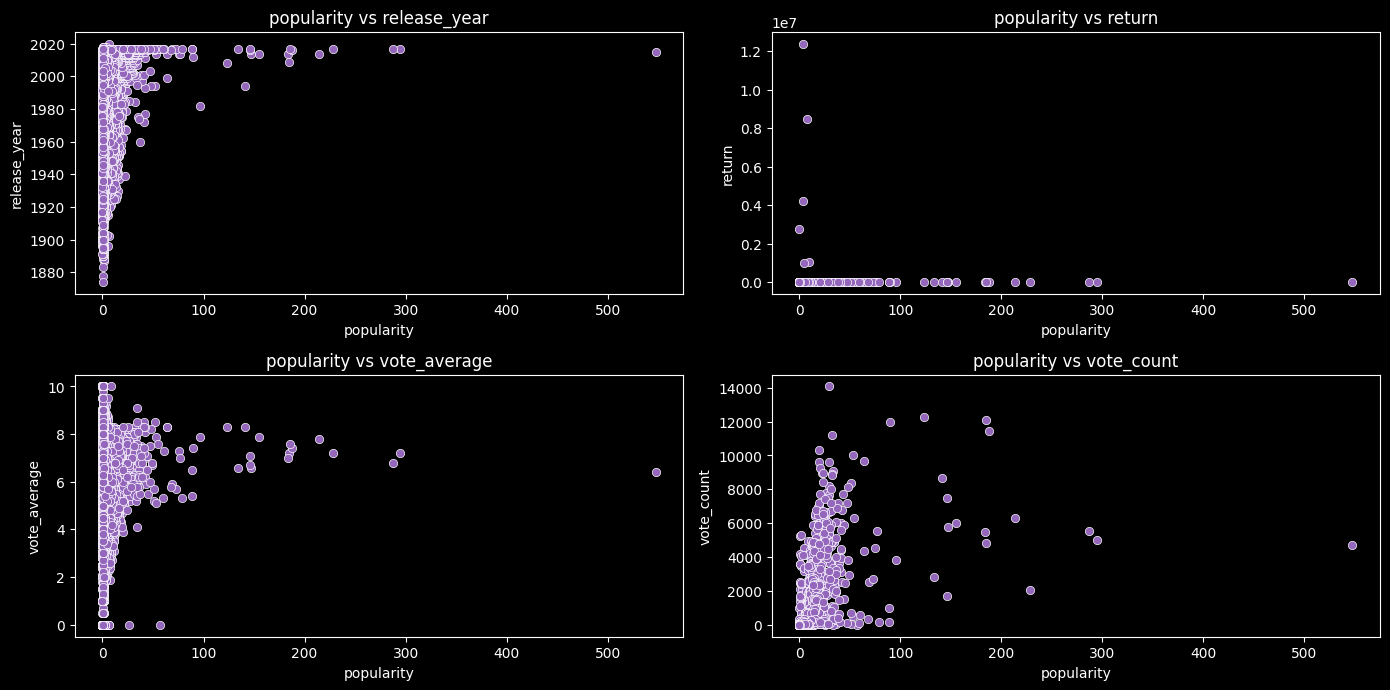 popularity vs release_year
release_year
2020
2000
1980
1960
1940
1920
1900
1880
0 100 200 300 400 500
popularity
popularity vs return
1e7
return
1.2
1.0
0.8
0.6
0.4
0.2
0.0
0 100 200 300 400 500
popularity
popularity vs vote_average
vote_average
10
8
6
4
2
0
0 100 200 300 400 500
popularity
popularity vs vote_count
vote_count
14000
12000
10000
8000
6000
4000
2000
0
0 100 200 300 400 500
popularity